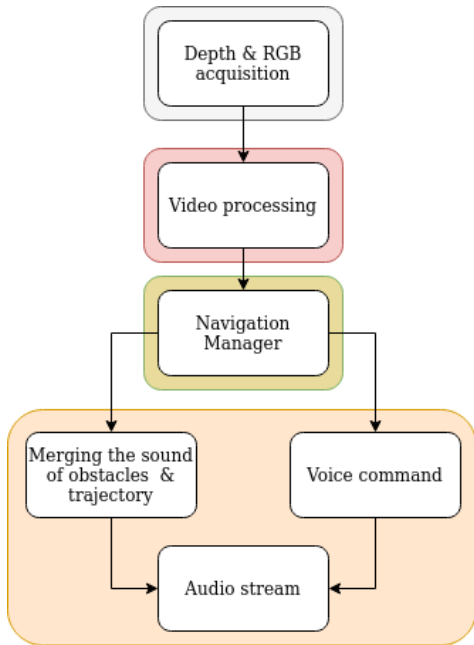 Depth & RGB
acquisition
Video processing
Navigation
Manager
Merging the sound
of obstacles & 
trajectory
Voice command
Audio stream